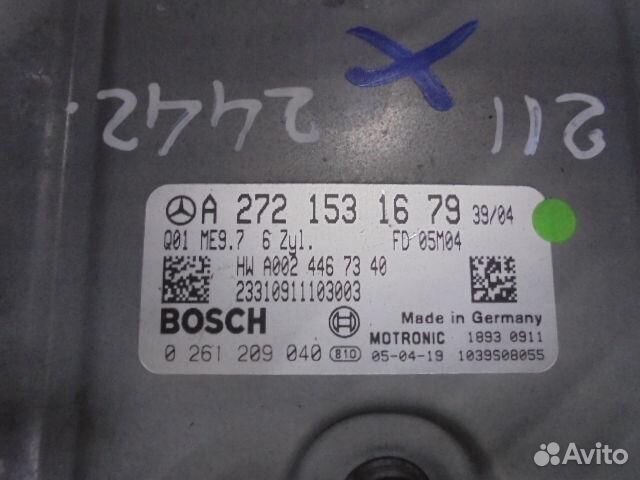 X
2442.
211
A 272 153 16 79 39/04
Q01 ME9.7 6 Zyl. FD 05M04
HW A002 446 73 40
23310911103003
BOSCH
Made in Germany
MOTRONIC 1893 0911
0 261 209 040 810 05-04-19 1039S08055
Avito